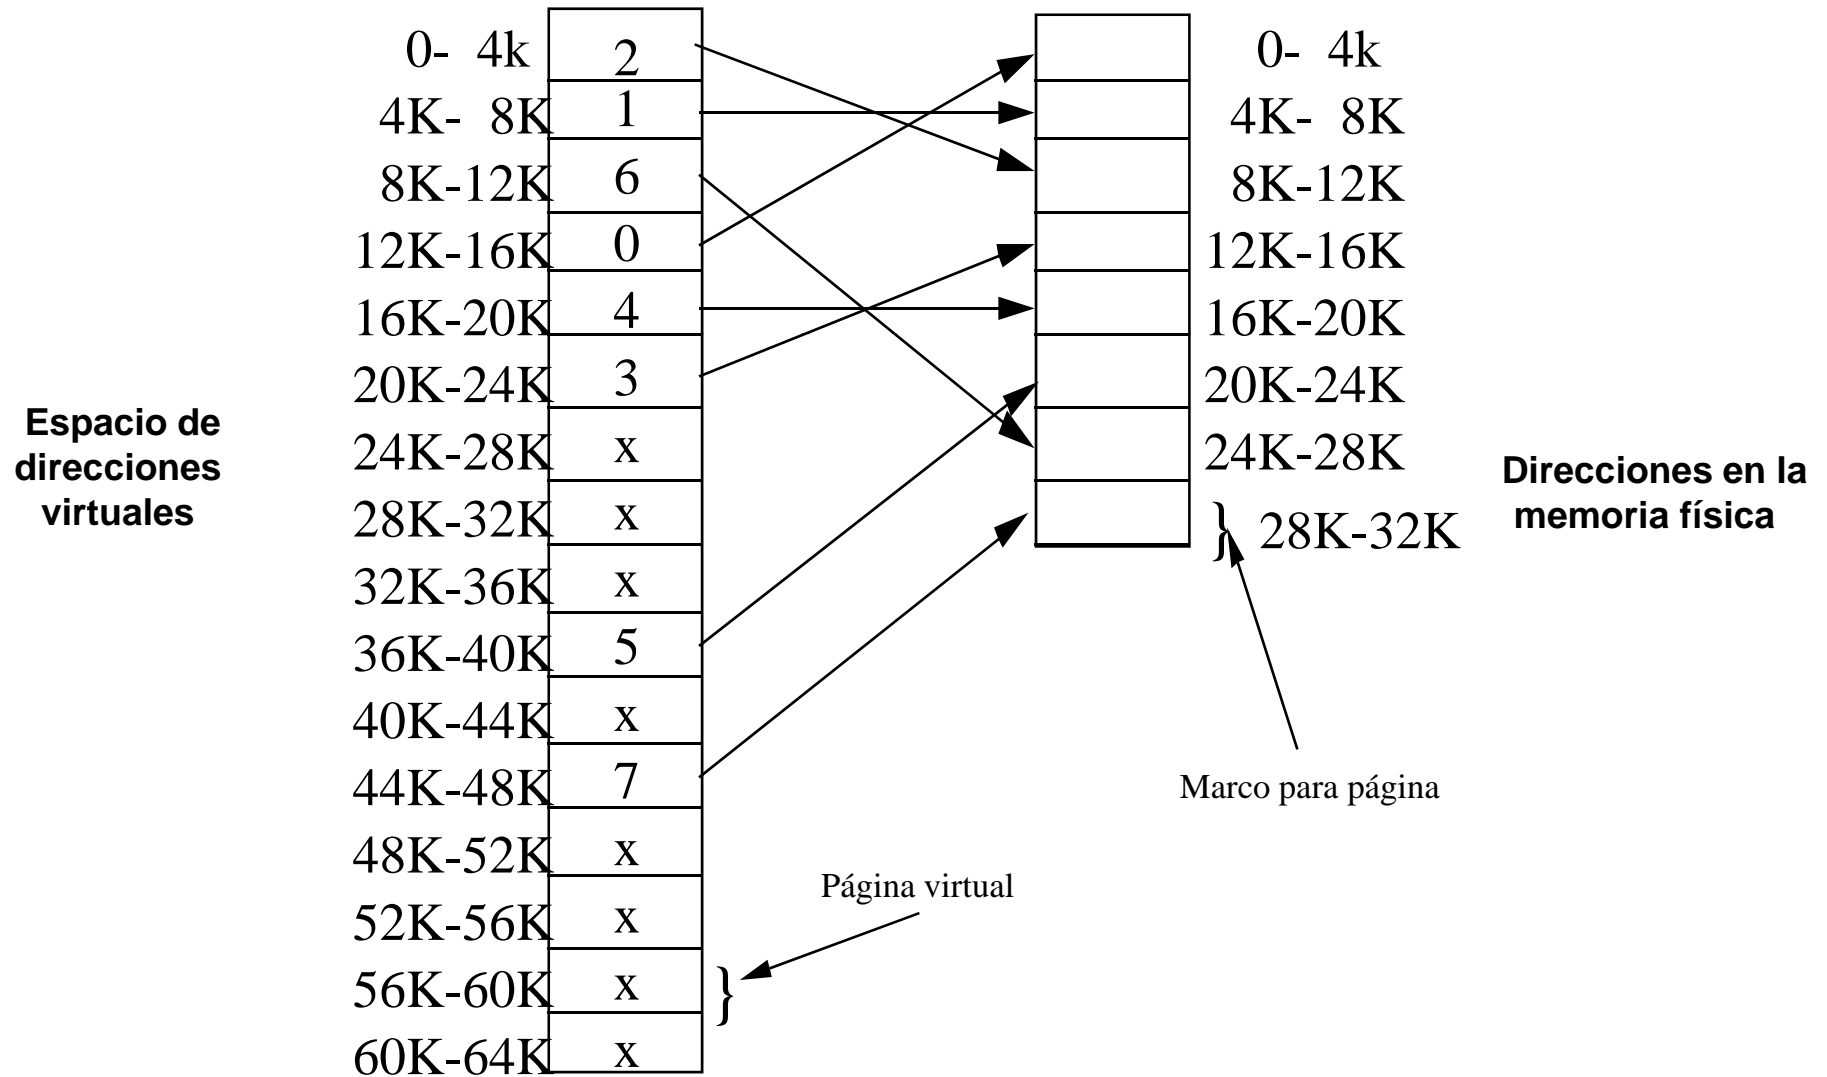 0- 4k 2 0- 4k
4K- 8K 1 4K- 8K
8K-12K 6 8K-12K
12K-16K 0 12K-16K
16K-20K 4 16K-20K
20K-24K 3 20K-24K
24K-28K x 24K-28K
28K-32K x } 28K-32K
32K-36K x
36K-40K 5
40K-44K x
44K-48K 7
48K-52K x
52K-56K x
56K-60K x }
60K-64K x
Espacio de
direcciones
virtuales
Direcciones en la
memoria física
Marco para página
Página virtual